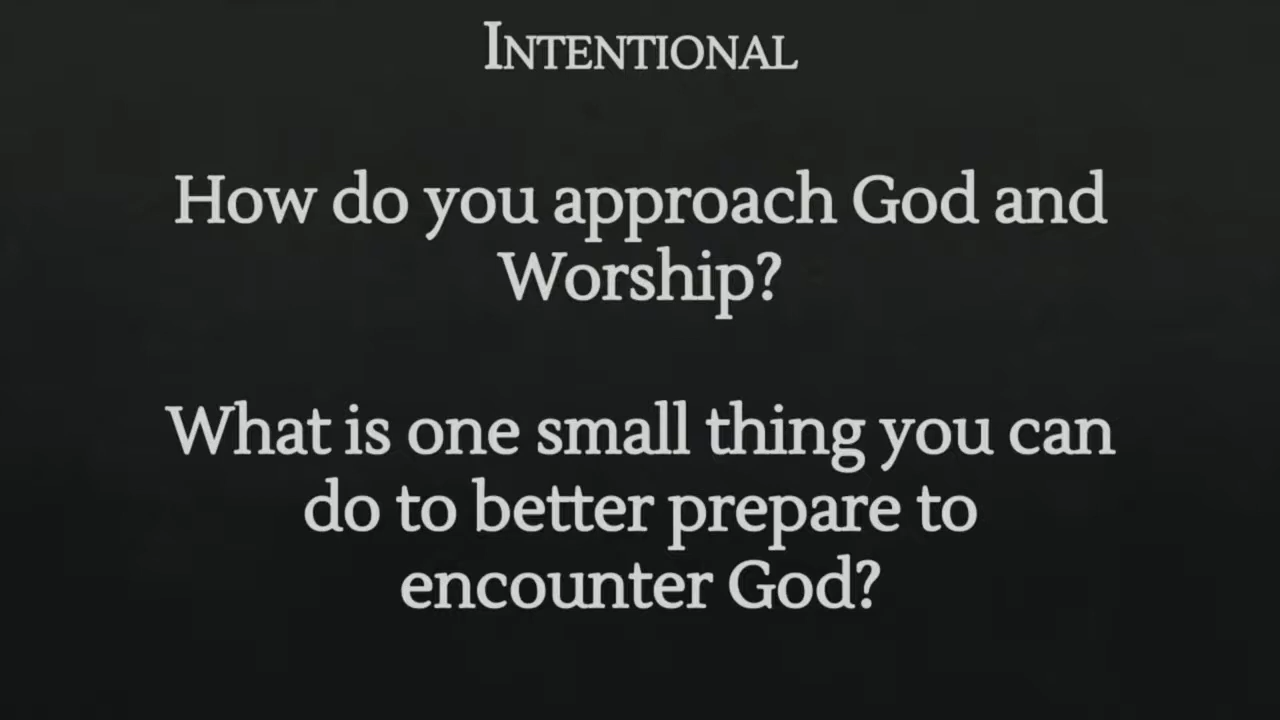 Intentional
How do you approach God and
Worship?
What is one small thing you can
do to better prepare to
encounter God?